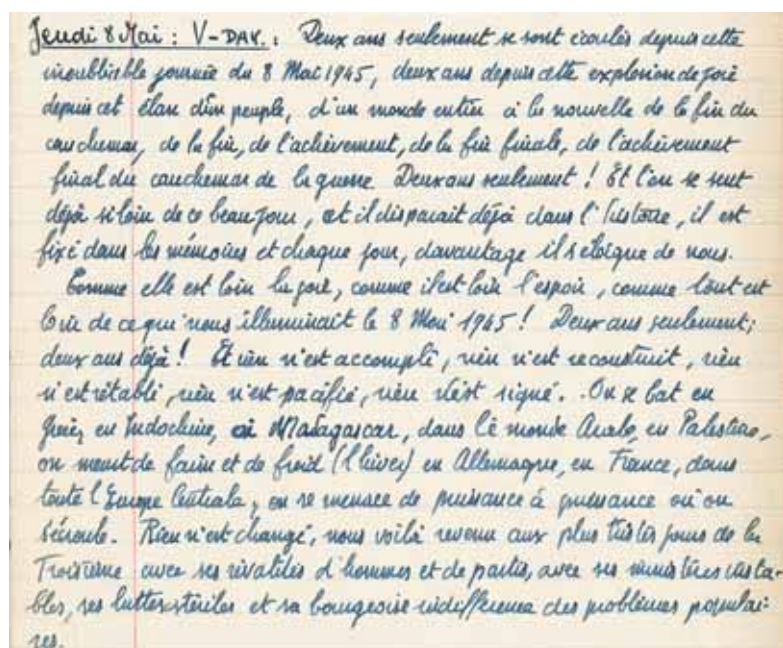 Jeudi 8 Mai : V-DAY. : Deux ans seulement se sont écoulés depuis cette
inoubliable journée du 8 Mai 1945, deux ans depuis cette explosion de joie
depuis cet élan d'un peuple, d'un monde entier à la nouvelle de la fin du
cauchemar, de la fin, de l'achèvement, de la fin finale, de l'achèvement
final du cauchemar de la guerre Deux ans seulement ! Et l'on se sent
déjà si loin de ce beau jour, et il disparait déjà dans l'histoire, il est
fixé dans les mémoires et chaque jour, davantage il s'éloigne de nous.
Comme elle est loin la joie, comme il est loin l'espoir, comme tout est
loin de ce qui nous illuminait le 8 Mai 1945 ! Deux ans seulement ;
deux ans déjà ! Et rien n'est accompli, rien n'est reconstruit, rien
n'est rétabli, rien n'est pacifié, rien n'est signé. On se bat en
Grèce, en Indochine, à Madagascar, dans le monde Arabe, en Palestine,
on meurt de faim et de froid (l'hiver) en Allemagne, en France, dans
toute l'Europe Centrale, on se menace de puissance à puissance ou on
s'écroule. Rien n'est changé, nous voilà revenu aux plus tristes jours de la
Troisième avec ses rivalités d'hommes et de partis, avec ses ministères insta-
bles, ses luttes stériles et sa bourgeoise indifférence des problèmes populai-
res.